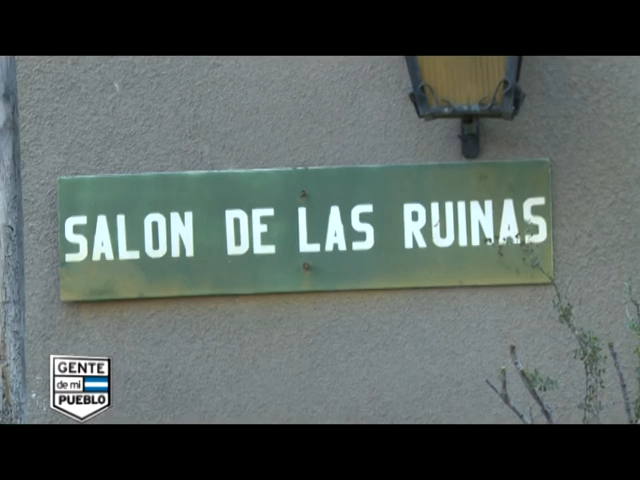 SALON DE LAS RUINAS
GENTE
de mi
PUEBLO